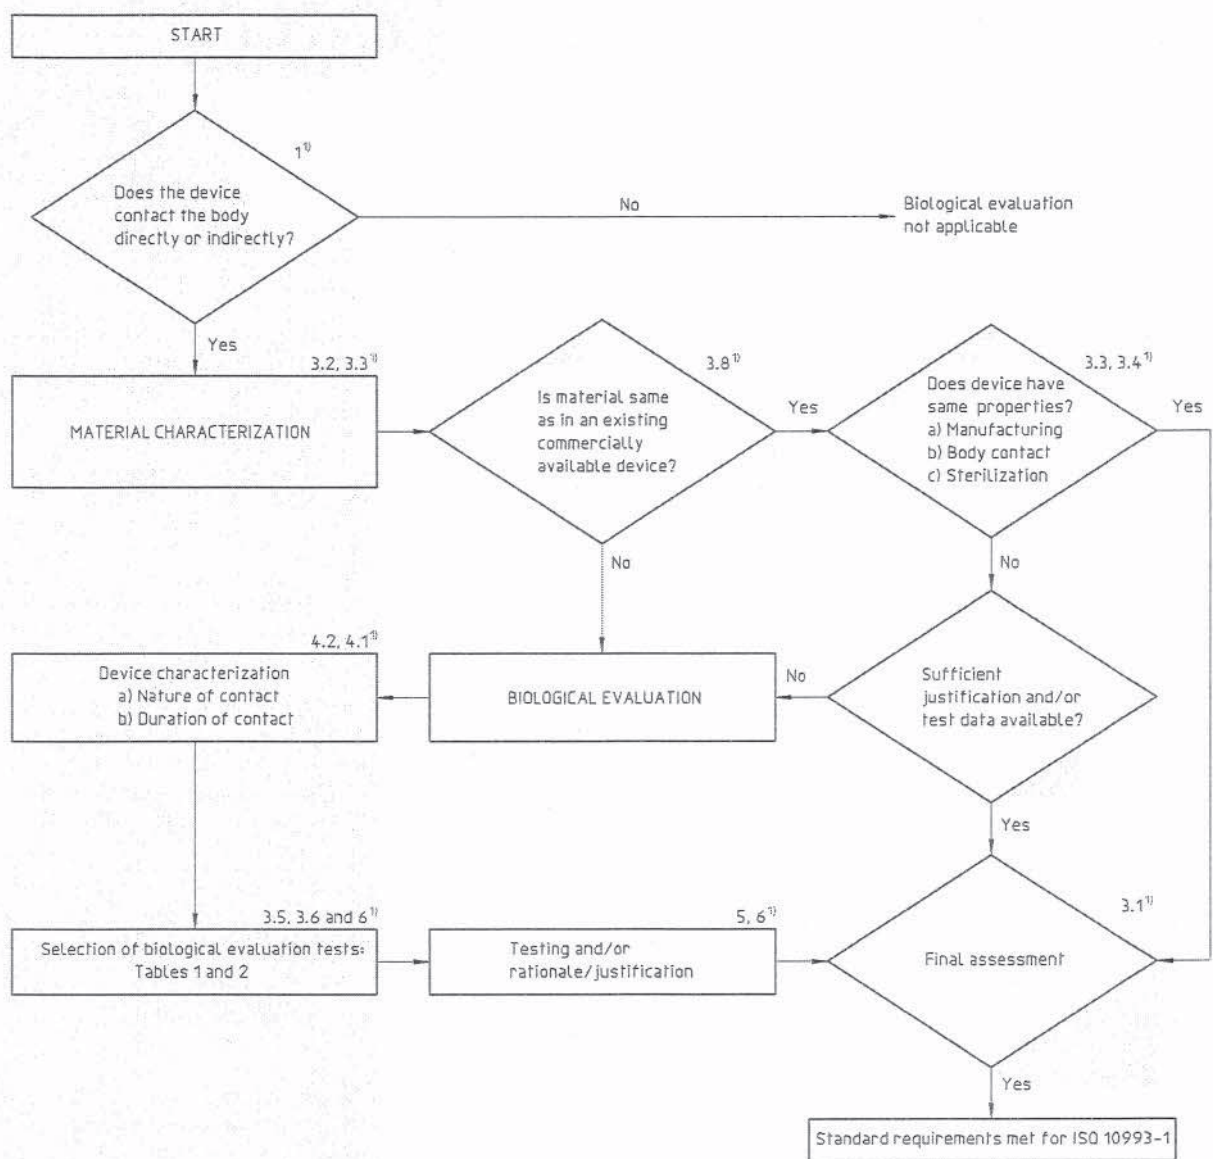 START
1¹⁾
Does the device
contact the body
directly or indirectly?
No
Biological evaluation
not applicable
Yes
3.2, 3.3¹⁾
MATERIAL CHARACTERIZATION
3.8¹⁾
Is material same
as in an existing
commercially
available device?
Yes
3.3, 3.4¹⁾
Does device have
same properties?
a) Manufacturing
b) Body contact
c) Sterilization
Yes
No
No
4.2, 4.1¹⁾
Device characterization
a) Nature of contact
b) Duration of contact
BIOLOGICAL EVALUATION
No
Sufficient
justification and/or
test data available?
Yes
3.5, 3.6 and 6¹⁾
Selection of biological evaluation tests:
Tables 1 and 2
5, 6¹⁾
Testing and/or
rationale/justification
3.1¹⁾
Final assessment
Yes
Standard requirements met for ISO 10993-1